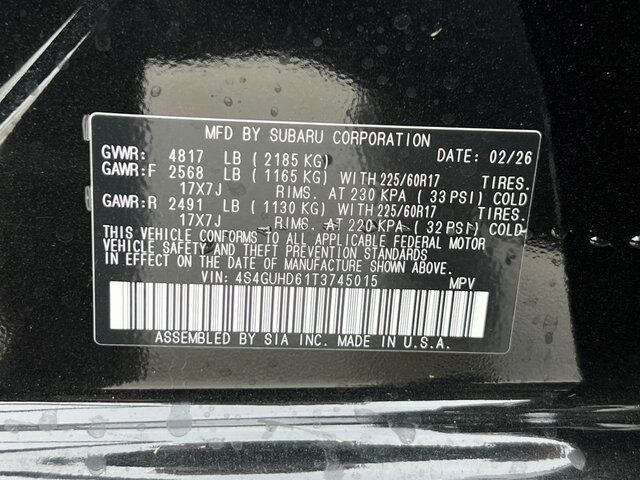 MFD BY SUBARU CORPORATION
GVWR: 4817 LB (2185 KG) DATE: 02/26
GAWR:F 2568 LB (1165 KG) WITH 225/60R17 TIRES.
17X7J RIMS. AT 230 KPA (33 PSI) COLD
GAWR:R 2491 LB (1130 KG) WITH 225/60R17 TIRES.
17X7J RIMS. AT 220 KPA (32 PSI) COLD
THIS VEHICLE CONFORMS TO ALL APPLICABLE FEDERAL MOTOR
VEHICLE SAFETY AND THEFT PREVENTION STANDARDS
IN EFFECT ON THE DATE OF MANUFACTURE SHOWN ABOVE.
VIN: 4S4GUHD61T3745015 MPV
ASSEMBLED BY SIA INC. MADE IN U.S.A.